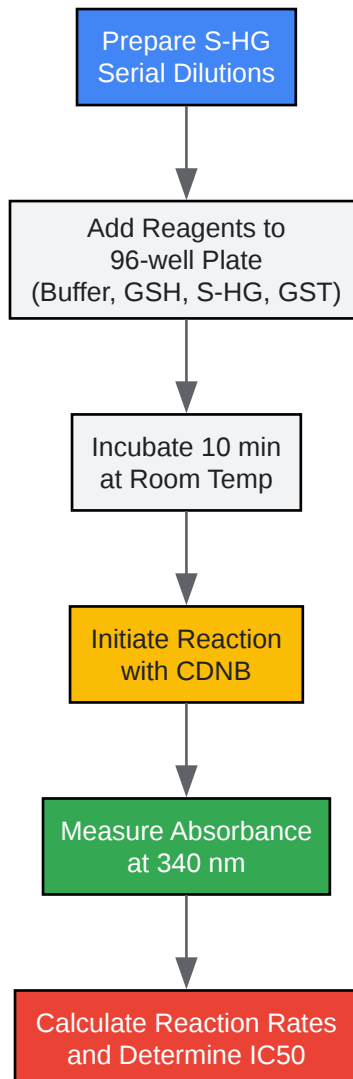 Prepare S-HG
Serial Dilutions
Add Reagents to
96-well Plate
(Buffer, GSH, S-HG, GST)
Incubate 10 min
at Room Temp
Initiate Reaction
with CDNB
Measure Absorbance
at 340 nm
Calculate Reaction Rates
and Determine IC50